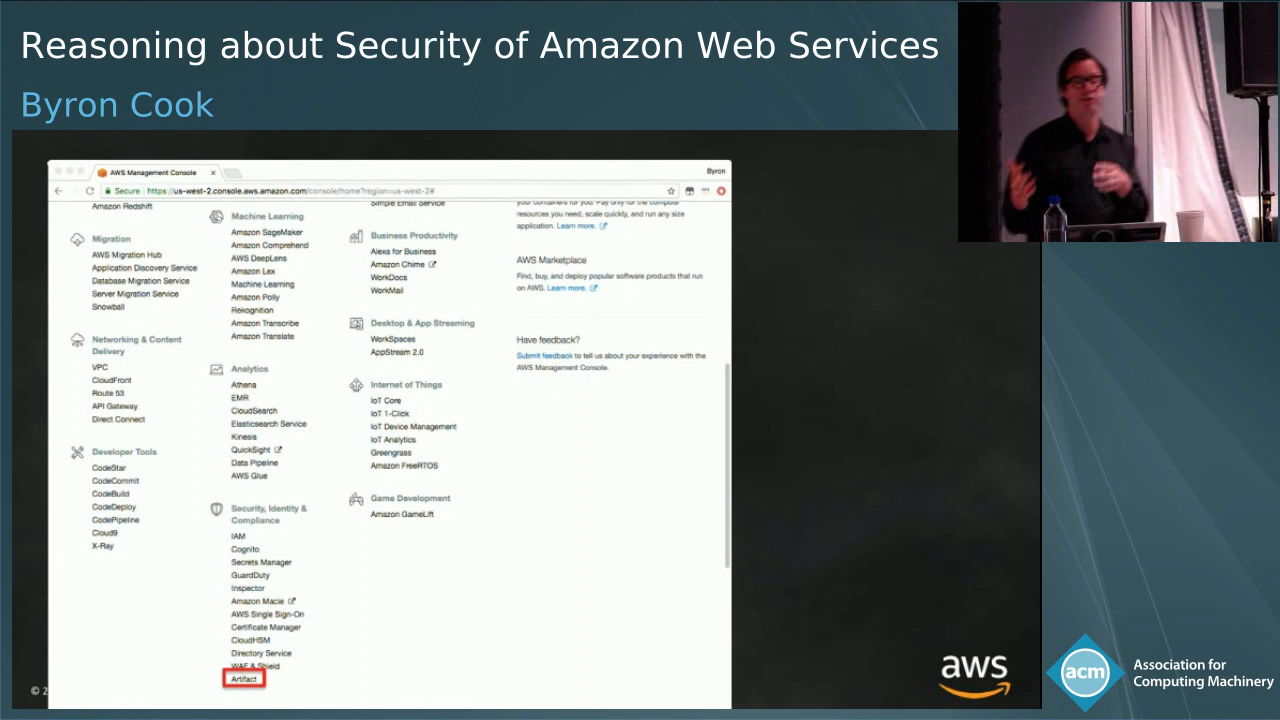 Reasoning about Security of Amazon Web Services
Byron Cook
AWS Management Console
Byron
Secure
https://us-west-2.console.aws.amazon.com/console/home?region=us-west-2#
Amazon Redshift
Migration
AWS Migration Hub
Application Discovery Service
Database Migration Service
Server Migration Service
Snowball
Networking & Content
Delivery
VPC
CloudFront
Route 53
API Gateway
Direct Connect
Developer Tools
CodeStar
CodeCommit
CodeBuild
CodeDeploy
CodePipeline
Cloud9
X-Ray
Machine Learning
Amazon SageMaker
Amazon Comprehend
AWS DeepLens
Amazon Lex
Machine Learning
Amazon Polly
Rekognition
Amazon Transcribe
Amazon Translate
Analytics
Athena
EMR
CloudSearch
Elasticsearch Service
Kinesis
QuickSight
Data Pipeline
AWS Glue
Security, Identity &
Compliance
IAM
Cognito
Secrets Manager
GuardDuty
Inspector
Amazon Macie
AWS Single Sign-On
Certificate Manager
CloudHSM
Directory Service
WAF & Shield
Artifact
Simple Email Service
Business Productivity
Alexa for Business
Amazon Chime
WorkDocs
WorkMail
Desktop & App Streaming
WorkSpaces
AppStream 2.0
Internet of Things
IoT Core
IoT 1-Click
IoT Device Management
IoT Analytics
Greengrass
Amazon FreeRTOS
Game Development
Amazon GameLift
your containers for you. Pay only for the compute
resources you need, scale quickly, and run any size
application. Learn more.
AWS Marketplace
Find, buy, and deploy popular software products that run
on AWS. Learn more.
Have feedback?
Submit feedback to tell us about your experience with the
AWS Management Console.
© 2
aws
acm
Association for
Computing Machinery